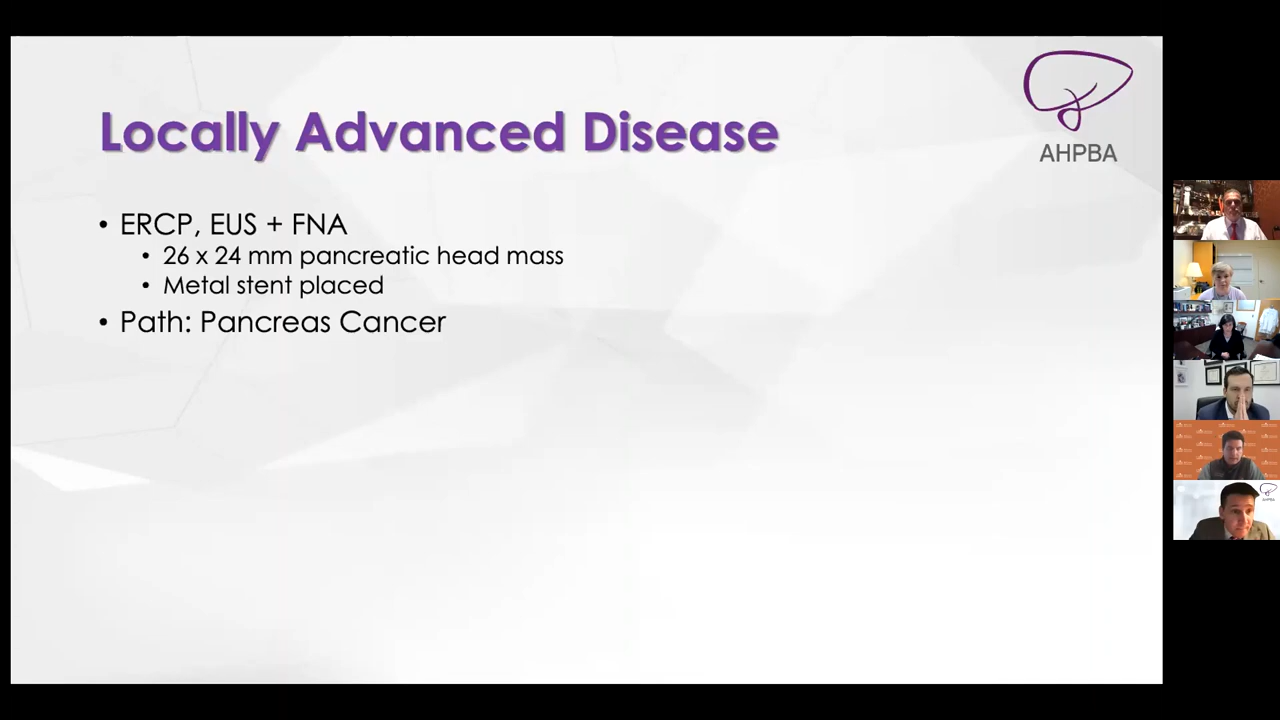 Locally Advanced Disease
AHPBA
• ERCP, EUS + FNA
• 26 x 24 mm pancreatic head mass
• Metal stent placed
• Path: Pancreas Cancer